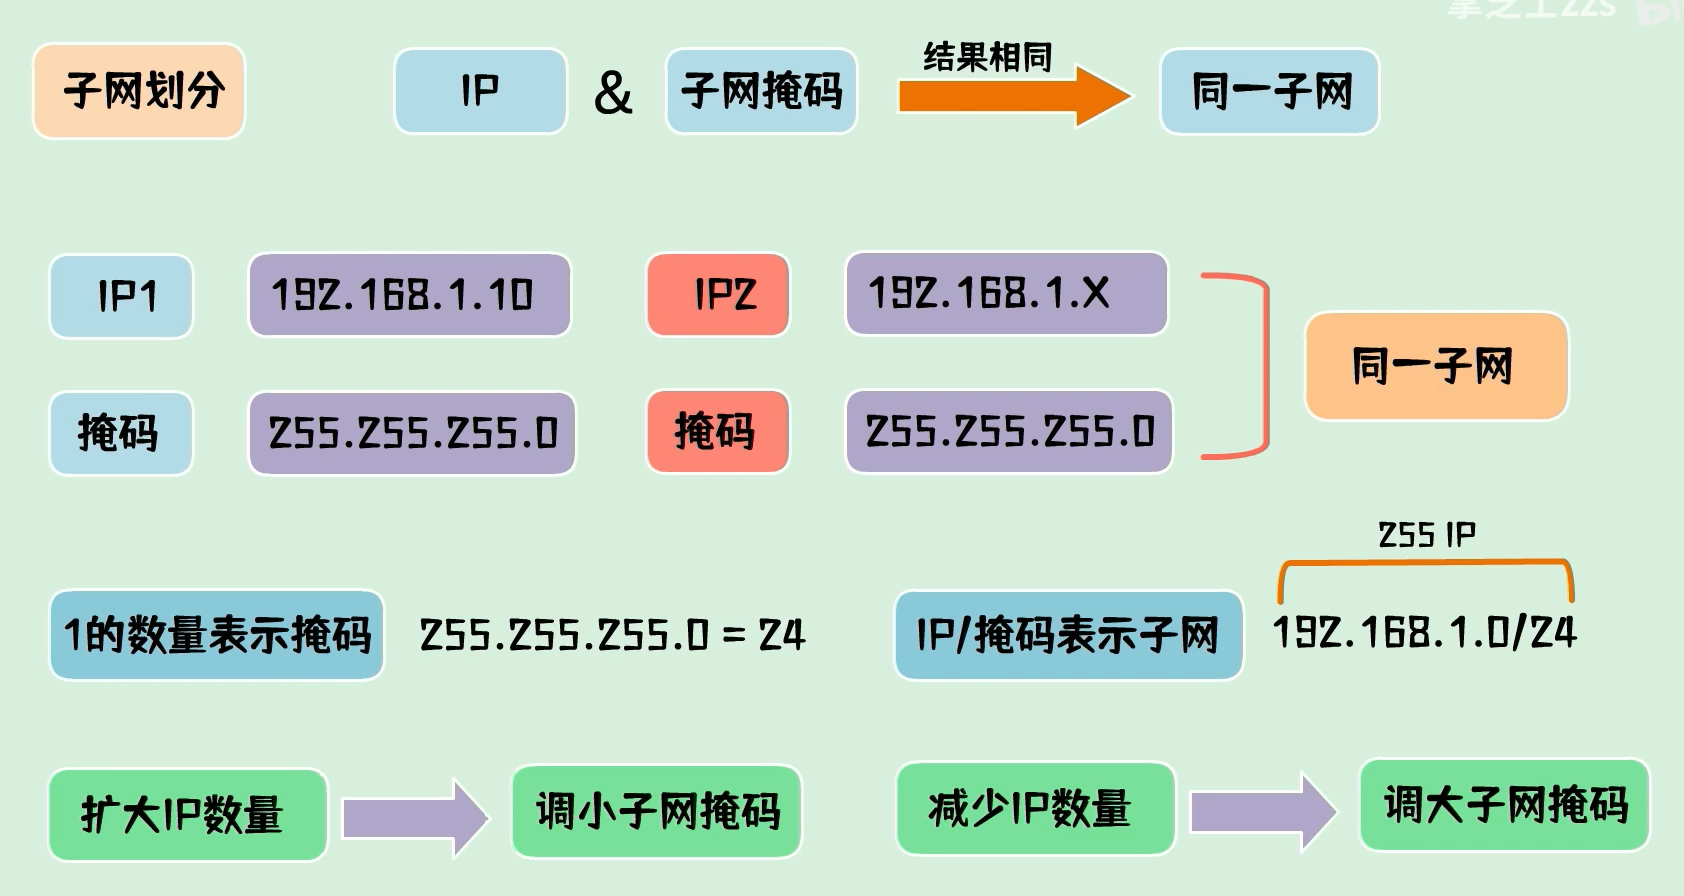 子网划分
IP & 子网掩码
结果相同
同一子网
IP1
192.168.1.10
IP2
192.168.1.X
掩码
255.255.255.0
掩码
255.255.255.0
同一子网
1的数量表示掩码
255.255.255.0 = 24
IP/掩码表示子网
255 IP
192.168.1.0/24
扩大IP数量
调小子网掩码
减少IP数量
调大子网掩码